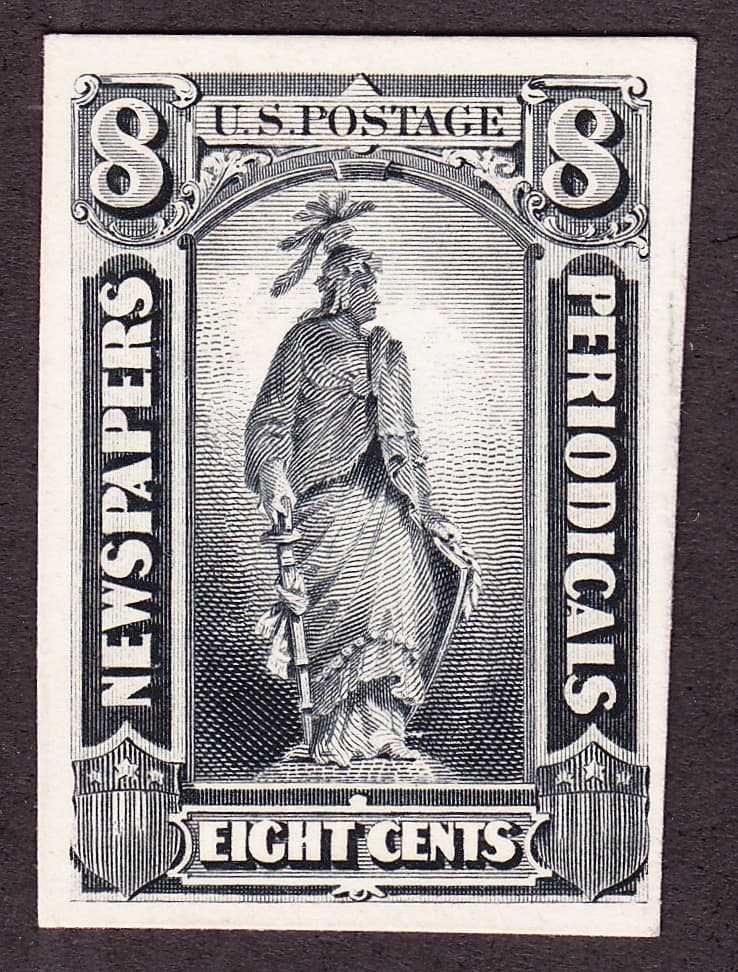 8 U.S.POSTAGE 8
NEWSPAPERS
PERIODICALS
EIGHT CENTS